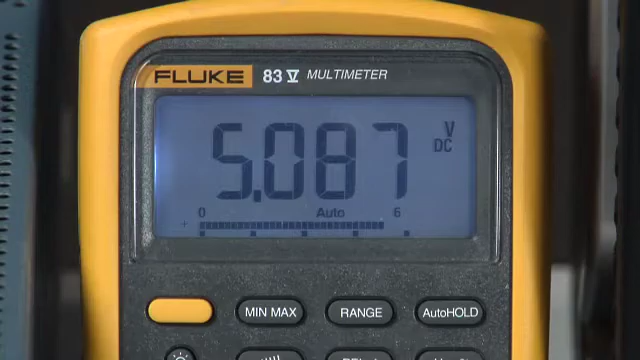 FLUKE 83 V MULTIMETER
5.087 V DC
0 Auto 6
+
MIN MAX RANGE AutoHOLD